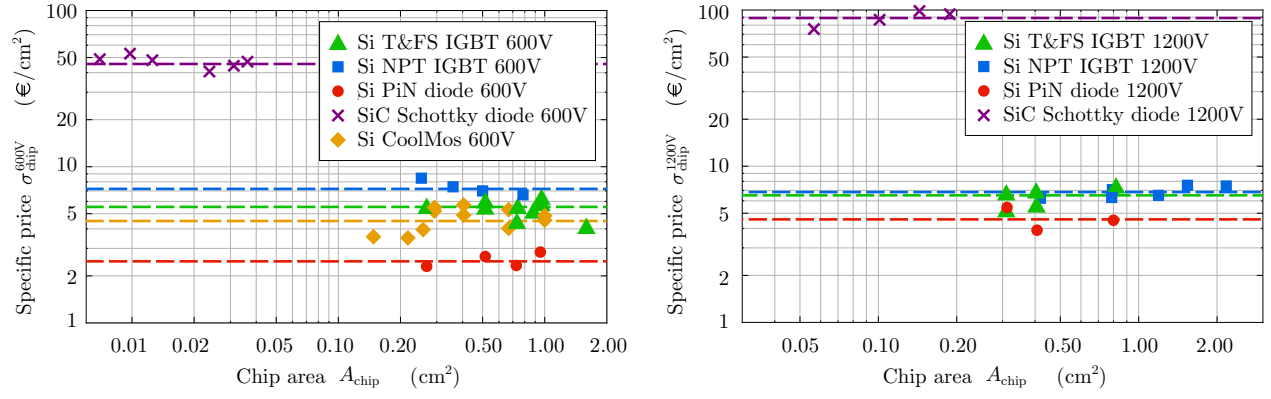 Specific price σ_chip^600V (€/cm²)
100
50
20
10
5
2
1
Si T&FS IGBT 600V
Si NPT IGBT 600V
Si PiN diode 600V
SiC Schottky diode 600V
Si CoolMos 600V
0.01 0.02 0.05 0.10 0.20 0.50 1.00 2.00
Chip area A_chip (cm²)
Specific price σ_chip^1200V (€/cm²)
100
50
20
10
5
2
1
Si T&FS IGBT 1200V
Si NPT IGBT 1200V
Si PiN diode 1200V
SiC Schottky diode 1200V
0.05 0.10 0.20 0.50 1.00 2.00
Chip area A_chip (cm²)